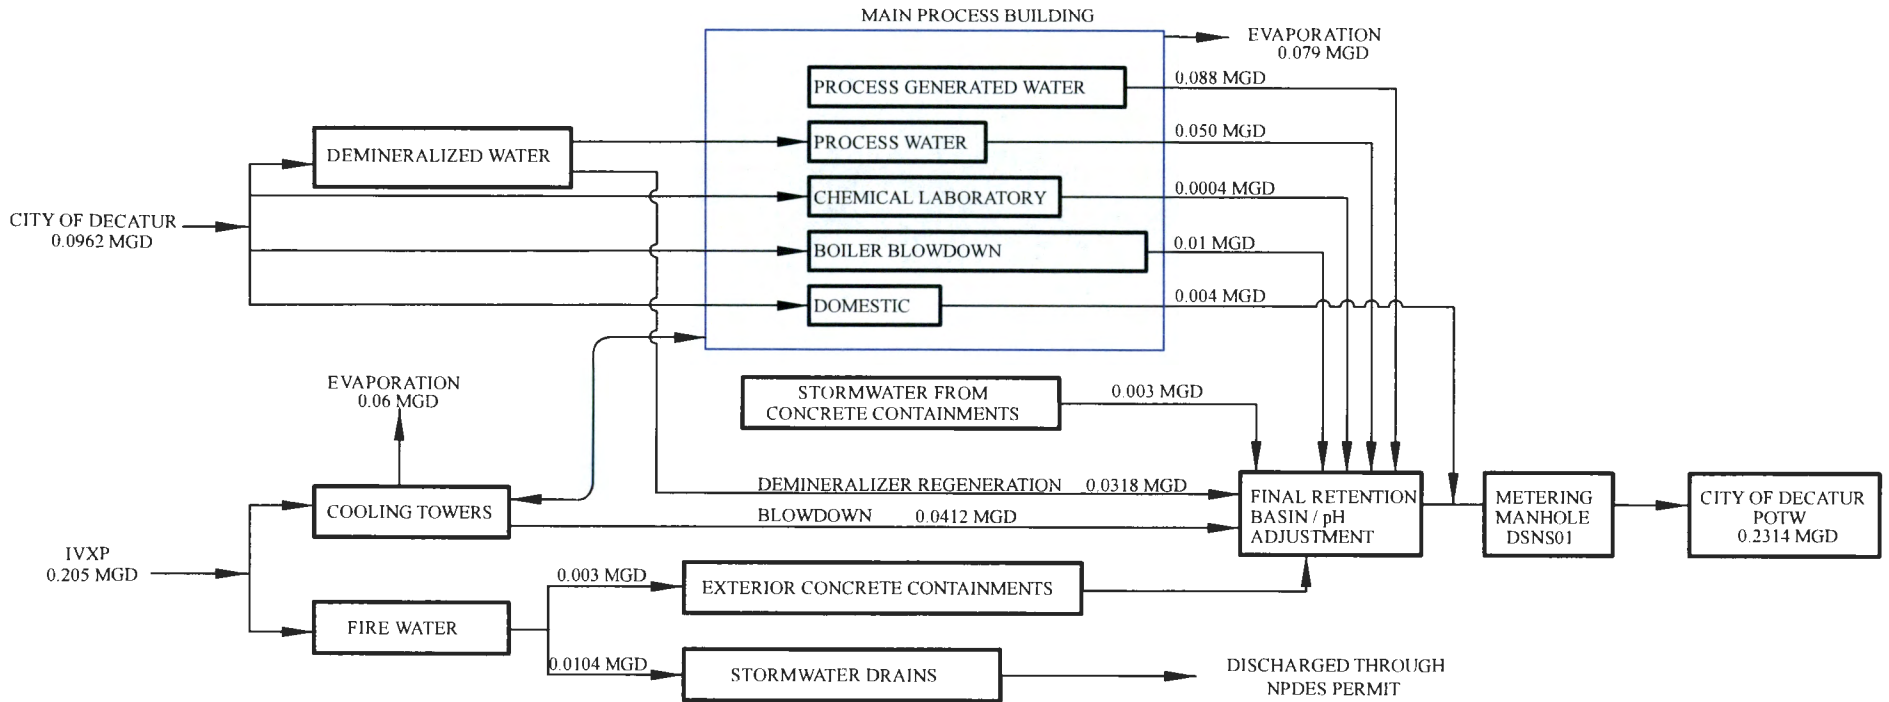 MAIN PROCESS BUILDING
EVAPORATION
0.079 MGD
PROCESS GENERATED WATER
0.088 MGD
DEMINERALIZED WATER
PROCESS WATER
0.050 MGD
CHEMICAL LABORATORY
0.0004 MGD
CITY OF DECATUR
0.0962 MGD
BOILER BLOWDOWN
0.01 MGD
DOMESTIC
0.004 MGD
EVAPORATION
0.06 MGD
STORMWATER FROM
CONCRETE CONTAINMENTS
0.003 MGD
DEMINERALIZER REGENERATION 0.0318 MGD
COOLING TOWERS
BLOWDOWN 0.0412 MGD
FINAL RETENTION
BASIN / pH
ADJUSTMENT
METERING
MANHOLE
DSNS01
CITY OF DECATUR
POTW
0.2314 MGD
IVXP
0.205 MGD
0.003 MGD
EXTERIOR CONCRETE CONTAINMENTS
FIRE WATER
0.0104 MGD
STORMWATER DRAINS
DISCHARGED THROUGH
NPDES PERMIT